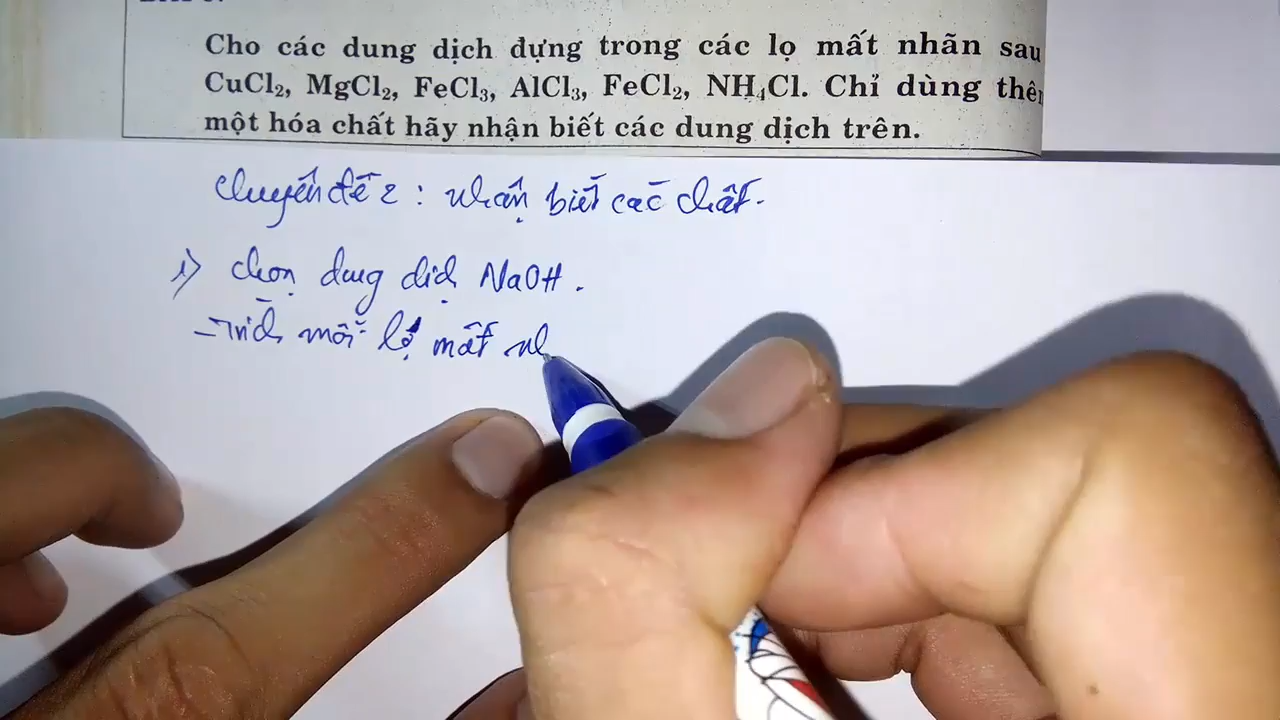 Cho các dung dịch đựng trong các lọ mất nhãn sau
CuCl₂, MgCl₂, FeCl₃, AlCl₃, FeCl₂, NH₄Cl. Chỉ dùng thêm
một hóa chất hãy nhận biết các dung dịch trên.
chuyên đề 2 : nhận biết các chất.
1) chọn dung dịch NaOH.
- Trích mỗi lọ mất nh